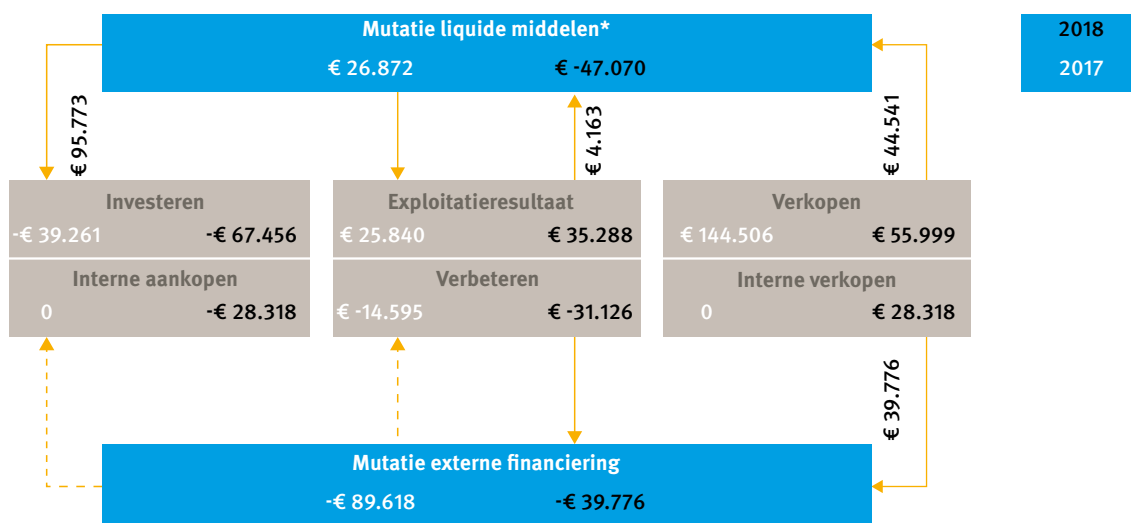 Mutatie liquide middelen*
€ 26.872 € -47.070
2018
2017
€ 95.773
€ 4.163
€ 44.541
Investeren
-€ 39.261 -€ 67.456
Interne aankopen
0 -€ 28.318
Exploitatieresultaat
€ 25.840 € 35.288
Verbeteren
€ -14.595 € -31.126
Verkopen
€ 144.506 € 55.999
Interne verkopen
0 € 28.318
€ 39.776
Mutatie externe financiering
-€ 89.618 -€ 39.776